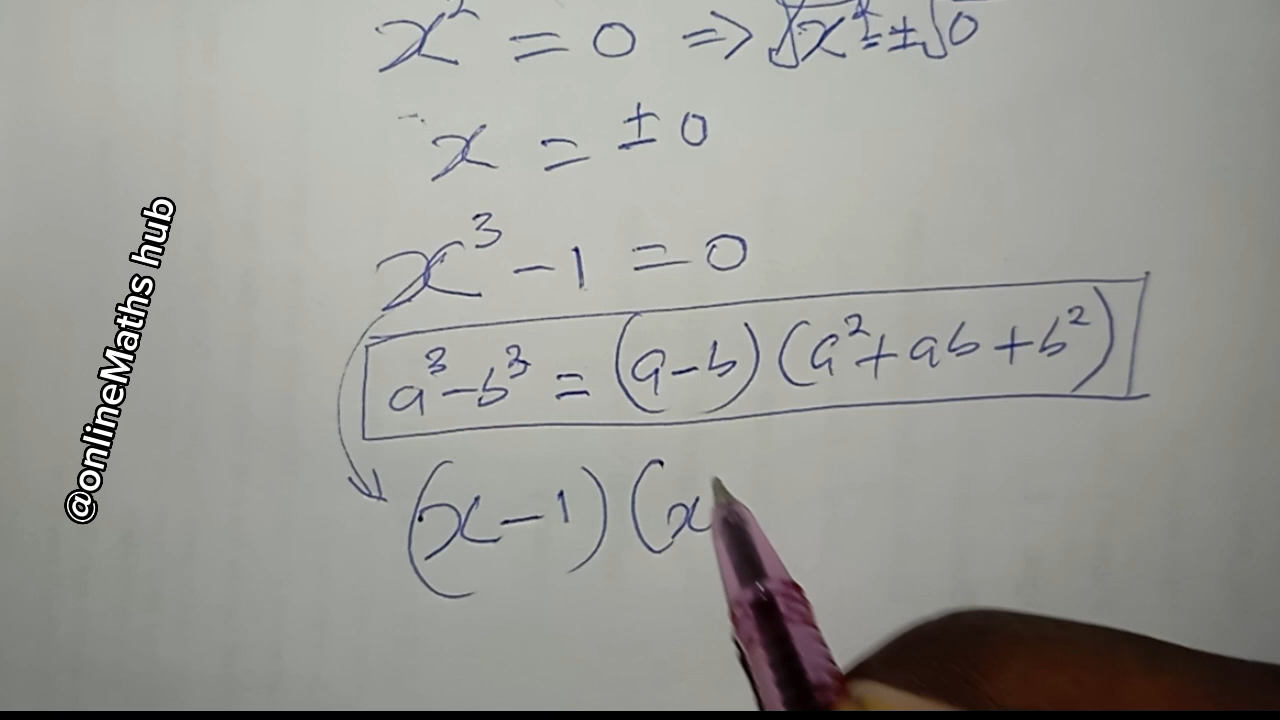 x² = 0 ⇒ √x² = ±√0
x = ±0
x³ - 1 = 0
a³ - b³ = (a - b)(a² + ab + b²)
(x - 1)(x
@onlineMaths hub